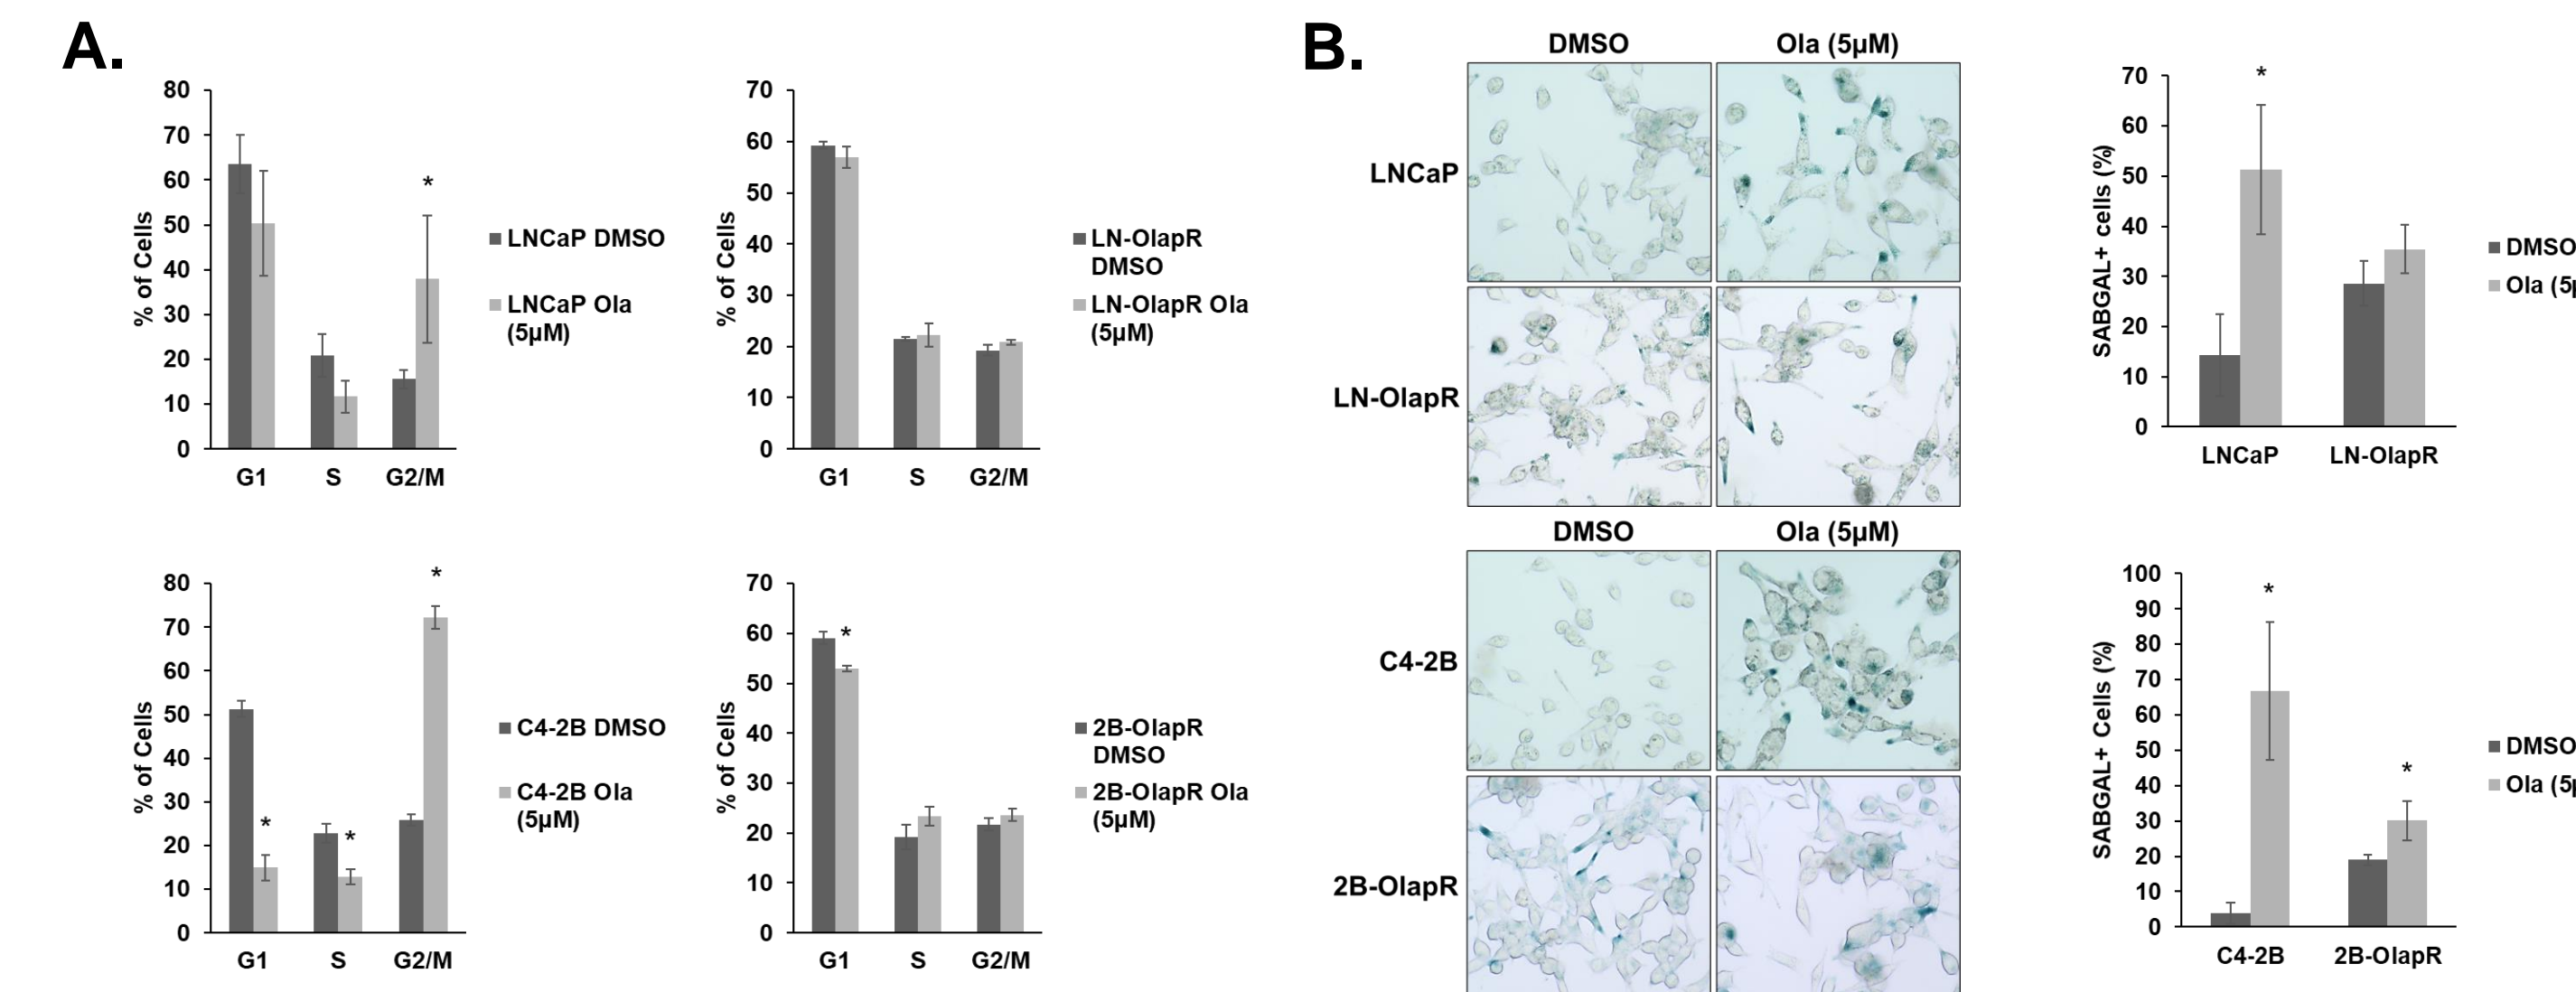 A.
80
70
60
50
40
30
20
10
0
% of Cells
*
G1 S G2/M
LNCaP DMSO
LNCaP Ola
(5µM)
70
60
50
40
30
20
10
0
% of Cells
G1 S G2/M
LN-OlapR
DMSO
LN-OlapR Ola
(5µM)
80
70
60
50
40
30
20
10
0
% of Cells
*
*
*
G1 S G2/M
C4-2B DMSO
C4-2B Ola
(5µM)
70
60
50
40
30
20
10
0
% of Cells
*
G1 S G2/M
2B-OlapR
DMSO
2B-OlapR Ola
(5µM)
B.
DMSO Ola (5µM)
LNCaP
LN-OlapR
DMSO Ola (5µM)
C4-2B
2B-OlapR
70
60
50
40
30
20
10
0
SABGAL+ cells (%)
*
LNCaP LN-OlapR
DMSO
Ola (5µ
100
90
80
70
60
50
40
30
20
10
0
SABGAL+ Cells (%)
*
*
C4-2B 2B-OlapR
DMSO
Ola (5µ